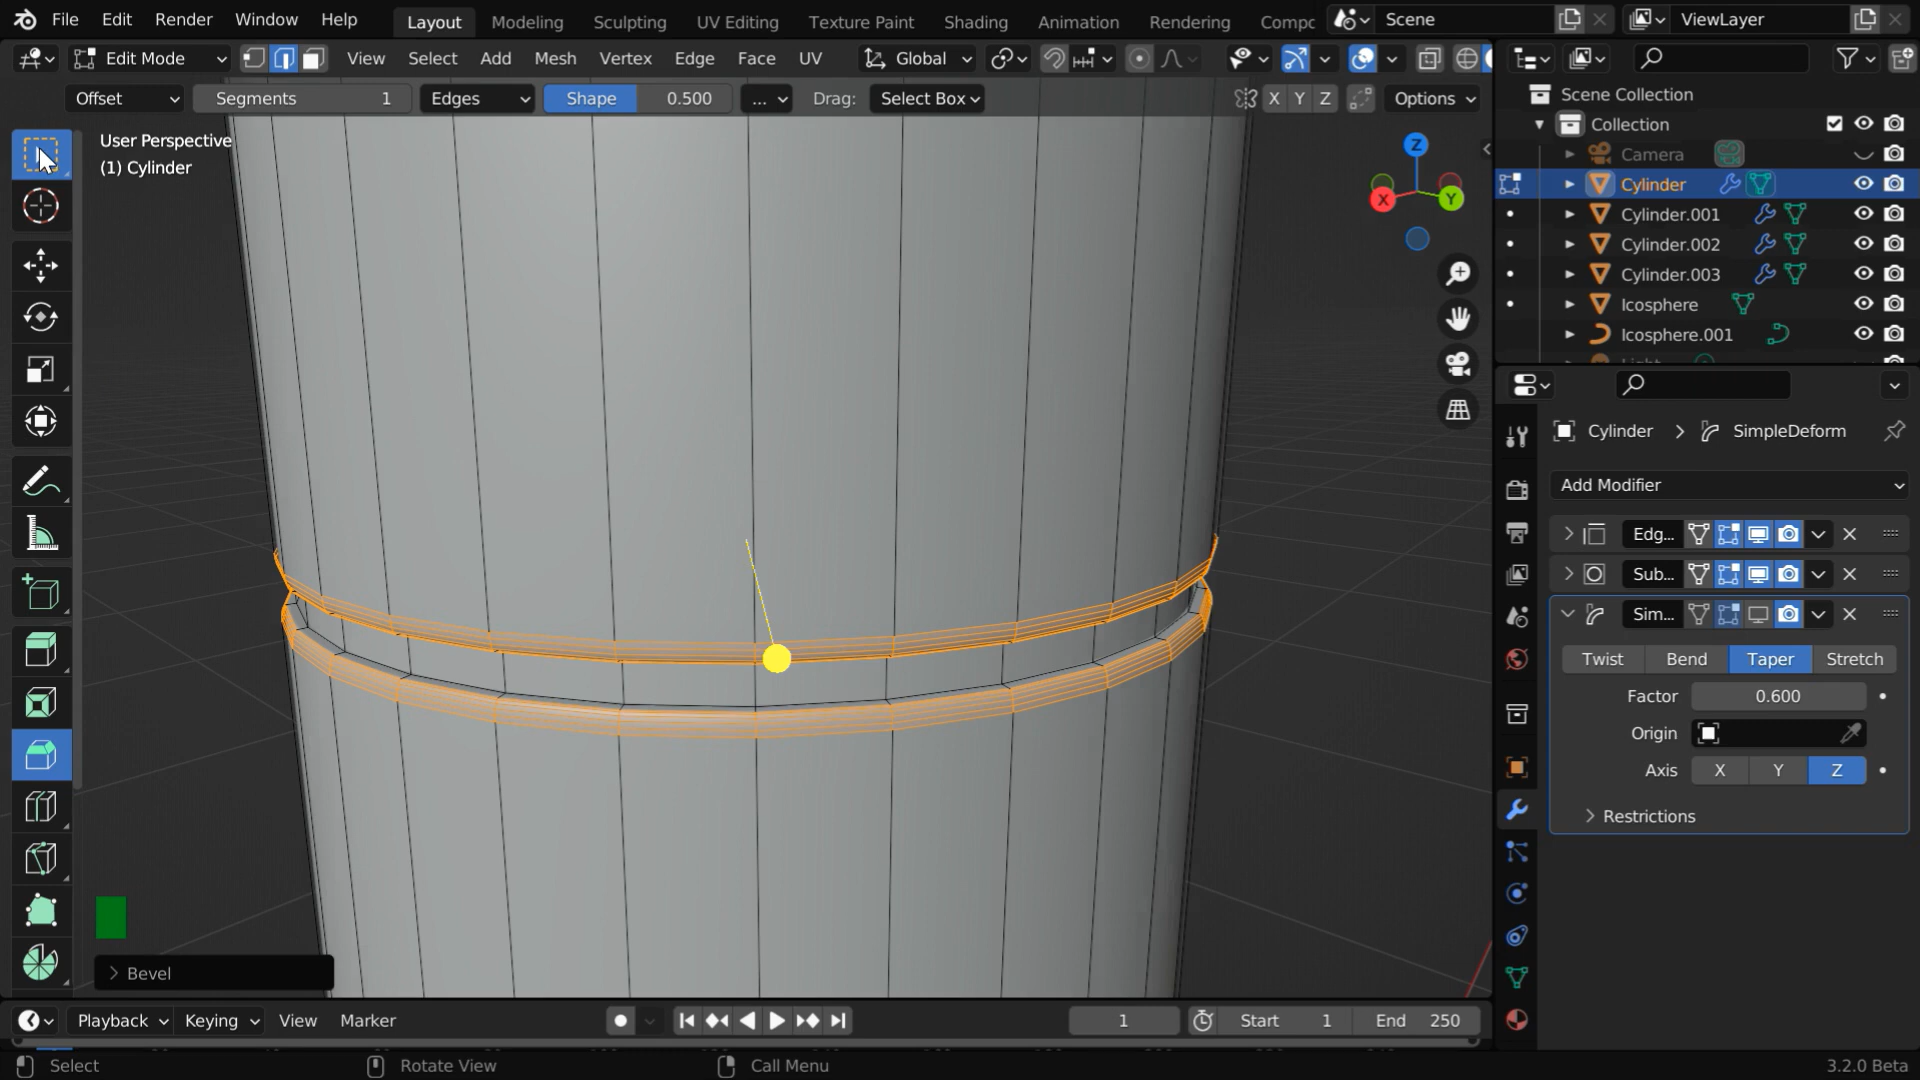 File Edit Render Window Help Layout Modeling Sculpting UV Editing Texture Paint Shading Animation Rendering Compc Scene ViewLayer
Edit Mode View Select Add Mesh Vertex Edge Face UV Global
Offset Segments 1 Edges Shape 0.500 ... Drag: Select Box X Y Z Options
User Perspective
(1) Cylinder
Z
X
Y
Bevel
Scene Collection
Collection
Camera
Cylinder
Cylinder.001
Cylinder.002
Cylinder.003
Icosphere
Icosphere.001
Light
Cylinder > SimpleDeform
Add Modifier
Edg...
Sub...
Sim...
Twist Bend Taper Stretch
Factor 0.600
Origin
Axis X Y Z
Restrictions
Playback Keying View Marker 1 Start 1 End 250
Select Rotate View Call Menu 3.2.0 Beta